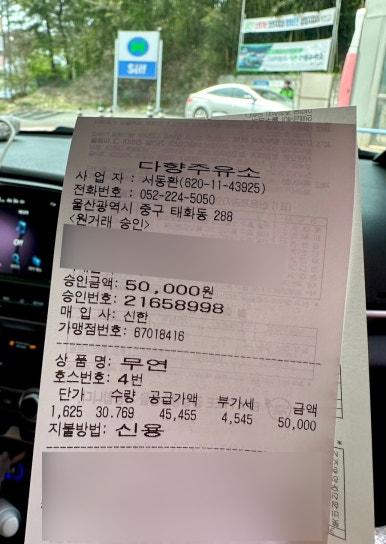 Self
다향주유소
사 업 자 : 서동환(620-11-43925)
전화번호 : 052-224-5050
울산광역시 중구 태화동 288
<원거래 승인>
승인금액: 50,000원
승인번호: 21658998
매 입 사: 신한
가맹점번호: 67018416
상 품 명: 무연
호스번호: 4번
단가 수량 공급가액 부가세 금액
1,625 30.769 45,455 4,545 50,000
지불방법: 신용